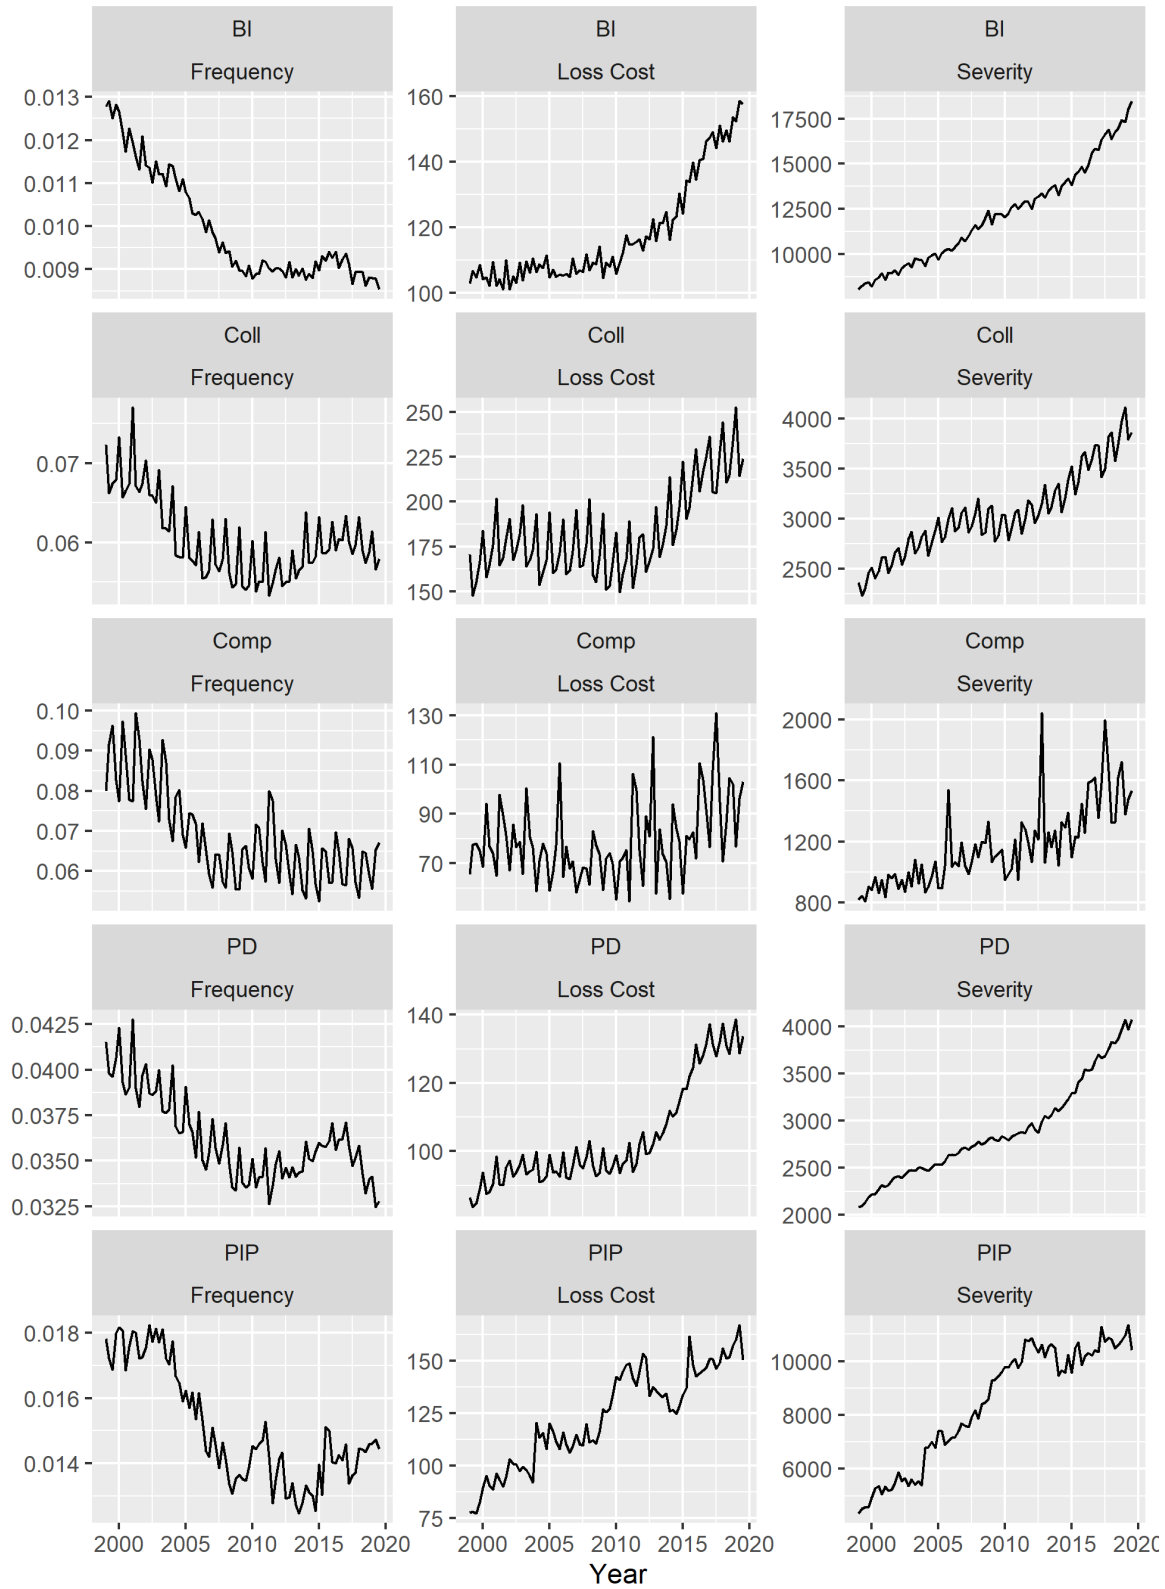 BI BI BI
Frequency Loss Cost Severity
0.013 160 17500
0.012 140 15000
0.011 120 12500
0.010 100 10000
0.009
Coll Coll Coll
Frequency Loss Cost Severity
0.07 250 4000
0.06 225 3500
200 3000
175 2500
150
Comp Comp Comp
Frequency Loss Cost Severity
0.10 130 2000
0.09 110 1600
0.08 90 1200
0.07 70 800
0.06
PD PD PD
Frequency Loss Cost Severity
0.0425 140 4000
0.0400 120 3500
0.0375 100 3000
0.0350 2500
0.0325 2000
PIP PIP PIP
Frequency Loss Cost Severity
0.018 150 10000
0.016 125 8000
0.014 100 6000
75
2000 2005 2010 2015 2020 2000 2005 2010 2015 2020 2000 2005 2010 2015 2020
Year